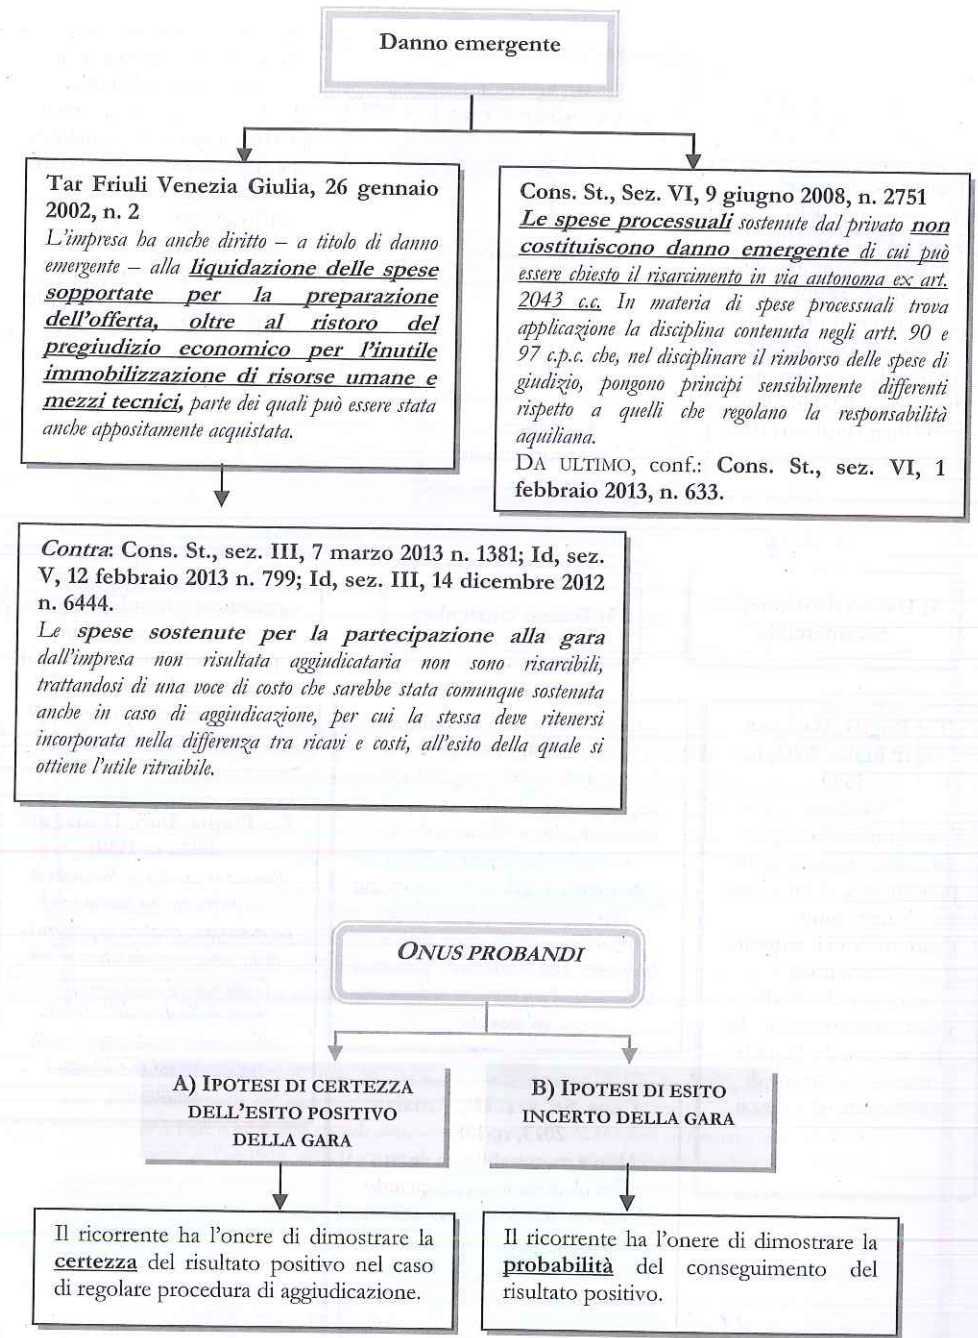 Danno emergente
Tar Friuli Venezia Giulia, 26 gennaio
2002, n. 2
L'impresa ha anche diritto – a titolo di danno
emergente – alla liquidazione delle spese
sopportate per la preparazione
dell'offerta, oltre al ristoro del
pregiudizio economico per l'inutile
immobilizzazione di risorse umane e
mezzi tecnici, parte dei quali può essere stata
anche appositamente acquistata.
Cons. St., Sez. VI, 9 giugno 2008, n. 2751
Le spese processuali sostenute dal privato non
costituiscono danno emergente di cui può
essere chiesto il risarcimento in via autonoma ex art.
2043 c.c. In materia di spese processuali trova
applicazione la disciplina contenuta negli artt. 90 e
97 c.p.c. che, nel disciplinare il rimborso delle spese di
giudizio, pongono principi sensibilmente differenti
rispetto a quelli che regolano la responsabilità
aquiliana.
DA ULTIMO, conf.: Cons. St., sez. VI, 1
febbraio 2013, n. 633.
Contra: Cons. St., sez. III, 7 marzo 2013 n. 1381; Id, sez.
V, 12 febbraio 2013 n. 799; Id, sez. III, 14 dicembre 2012
n. 6444.
Le spese sostenute per la partecipazione alla gara
dall'impresa non risultata aggiudicataria non sono risarcibili,
trattandosi di una voce di costo che sarebbe stata comunque sostenuta
anche in caso di aggiudicazione, per cui la stessa deve ritenersi
incorporata nella differenza tra ricavi e costi, all'esito della quale si
ottiene l'utile ritraibile.
ONUS PROBANDI
A) IPOTESI DI CERTEZZA
DELL'ESITO POSITIVO
DELLA GARA
B) IPOTESI DI ESITO
INCERTO DELLA GARA
Il ricorrente ha l'onere di dimostrare la
certezza del risultato positivo nel caso
di regolare procedura di aggiudicazione.
Il ricorrente ha l'onere di dimostrare la
probabilità del conseguimento del
risultato positivo.